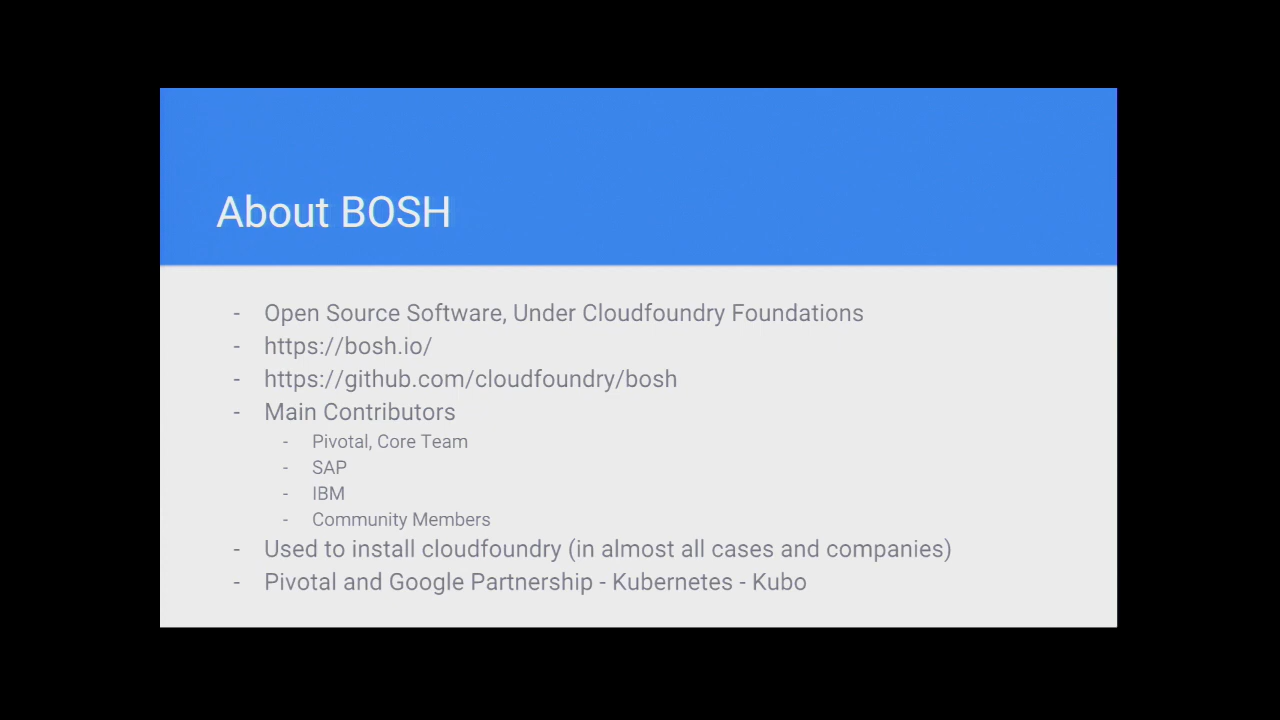 About BOSH
- Open Source Software, Under Cloudfoundry Foundations
- https://bosh.io/
- https://github.com/cloudfoundry/bosh
- Main Contributors
- Pivotal, Core Team
- SAP
- IBM
- Community Members
- Used to install cloudfoundry (in almost all cases and companies)
- Pivotal and Google Partnership - Kubernetes - Kubo